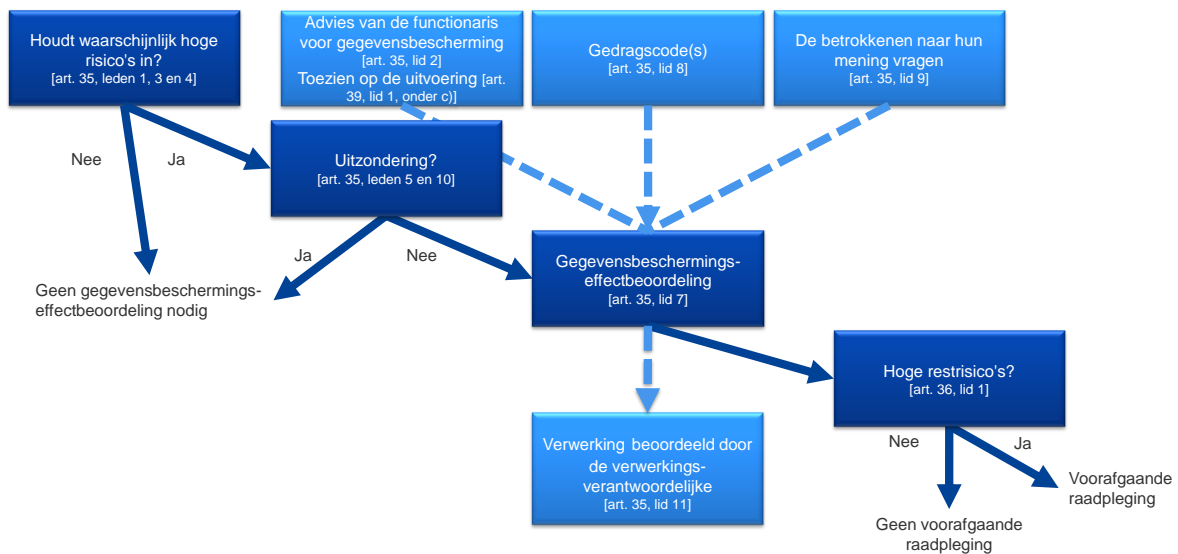 Houdt waarschijnlijk hoge
risico's in?
[art. 35, leden 1, 3 en 4]
Advies van de functionaris
voor gegevensbescherming
[art. 35, lid 2]
Toezien op de uitvoering [art.
39, lid 1, onder c)]
Gedragscode(s)
[art. 35, lid 8]
De betrokkenen naar hun
mening vragen
[art. 35, lid 9]
Nee
Ja
Uitzondering?
[art. 35, leden 5 en 10]
Ja
Nee
Geen gegevensbeschermings-
effectbeoordeling nodig
Gegevensbeschermings-
effectbeoordeling
[art. 35, lid 7]
Hoge restrisico's?
[art. 36, lid 1]
Verwerking beoordeeld door
de verwerkings-
verantwoordelijke
[art. 35, lid 11]
Nee
Ja
Voorafgaande
raadpleging
Geen voorafgaande
raadpleging